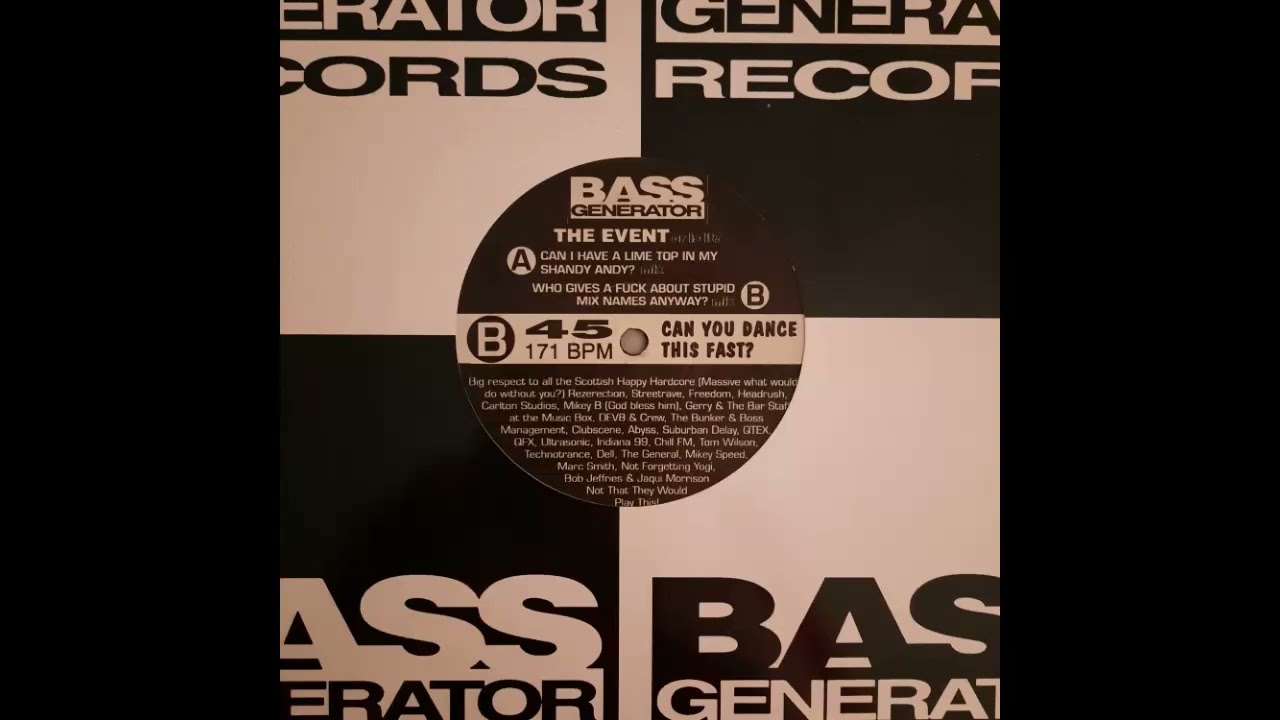 ERATOR
GENERA
CORDS
RECOR
BASS
GENERATOR
THE EVENT
A CAN I HAVE A LIME TOP IN MY
SHANDY ANDY? mix
WHO GIVES A FUCK ABOUT STUPID
MIX NAMES ANYWAY? mix B
B 45
171 BPM
CAN YOU DANCE
THIS FAST?
Big respect to all the Scottish Happy Hardcore (Massive what would
do without you?) Rezerection, Streetrave, Freedom, Headrush,
Carlton Studios, Mikey B (God bless him), Gerry & The Bar Staf
at the Music Box, DEV8 & Crew, The Bunker & Boss
Management, Clubscene, Abyss, Suburban Delay, QTEX,
QFX, Ultrasonic, Indiana 99, Chill FM, Tom Wilson,
Technotrance, Dell, The General, Mikey Speed,
Marc Smith, Not Forgetting Yogi,
Bob Jeffries & Jaqui Morrison
Not That They Would
Play This!
ASS
BAS
ERATOR
GENERAT